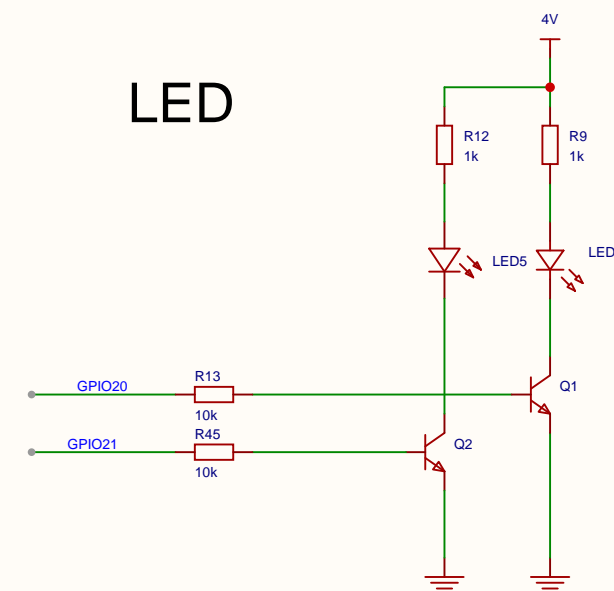 4V
LED
R12
1k
R9
1k
LED5
LED
R13
GPIO20
10k
Q1
R45
GPIO21
10k
Q2